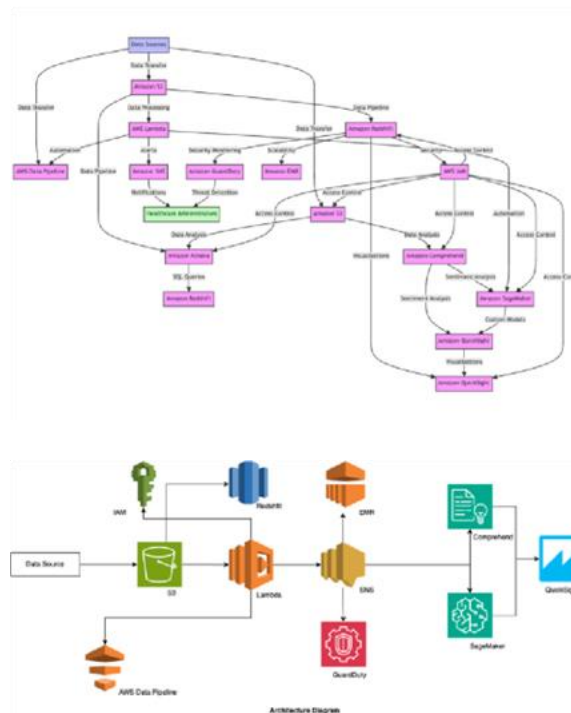 Data Sources
Data Transfer
Amazon S3
Data Transfer
Data Processing
Data Pipeline
AWS Lambda
Data Transfer
Amazon Redshift
Automation
Alerts
Security Monitoring
Scalability
Security
Access Control
AWS Data Pipeline
Data Pipeline
Amazon SNS
Amazon GuardDuty
Amazon EMR
AWS IAM
Notifications
Threat Detection
Access Control
Healthcare Administrators
Access Control
Amazon S3
Access Control
Automation
Data Analysis
Data Analysis
Access Control
Amazon Athena
Visualizations
Amazon Comprehend
SQL Queries
Sentiment Analysis
Access Co
Amazon Redshift
Sentiment Analysis
Amazon SageMaker
Custom Models
Amazon QuickSight
Visualizations
Amazon QuickSight
IAM
Redshift
EMR
Comprehend
Data Source
S3
Lambda
SNS
QuickSig
SageMaker
GuardDuty
AWS Data Pipeline
Architecture Diagram